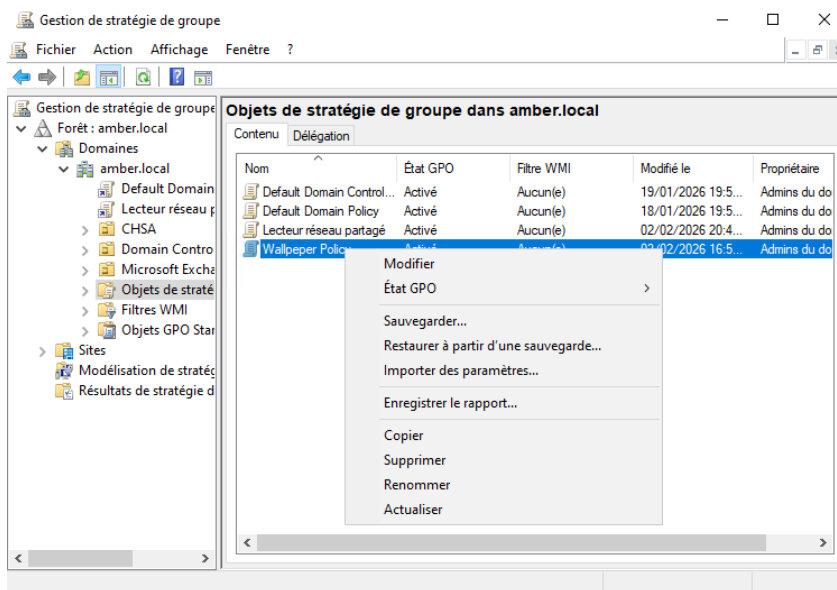 Gestion de stratégie de groupe
Fichier Action Affichage Fenêtre ?
Gestion de stratégie de groupe
Forêt : amber.local
Domaines
amber.local
Default Domain
Lecteur réseau p
CHSA
Domain Contro
Microsoft Excha
Objets de straté
Filtres WMI
Objets GPO Star
Sites
Modélisation de stratég
Résultats de stratégie d
Objets de stratégie de groupe dans amber.local
Contenu Délégation
Nom État GPO Filtre WMI Modifié le Propriétaire
Default Domain Control... Activé Aucun(e) 19/01/2026 19:5... Admins du do
Default Domain Policy Activé Aucun(e) 18/01/2026 19:5... Admins du do
Lecteur réseau partagé Activé Aucun(e) 02/02/2026 20:4... Admins du do
Wallpeper Policy Activé Aucun(e) 02/02/2026 16:5... Admins du do
Modifier
État GPO
Sauvegarder...
Restaurer à partir d'une sauvegarde...
Importer des paramètres...
Enregistrer le rapport...
Copier
Supprimer
Renommer
Actualiser